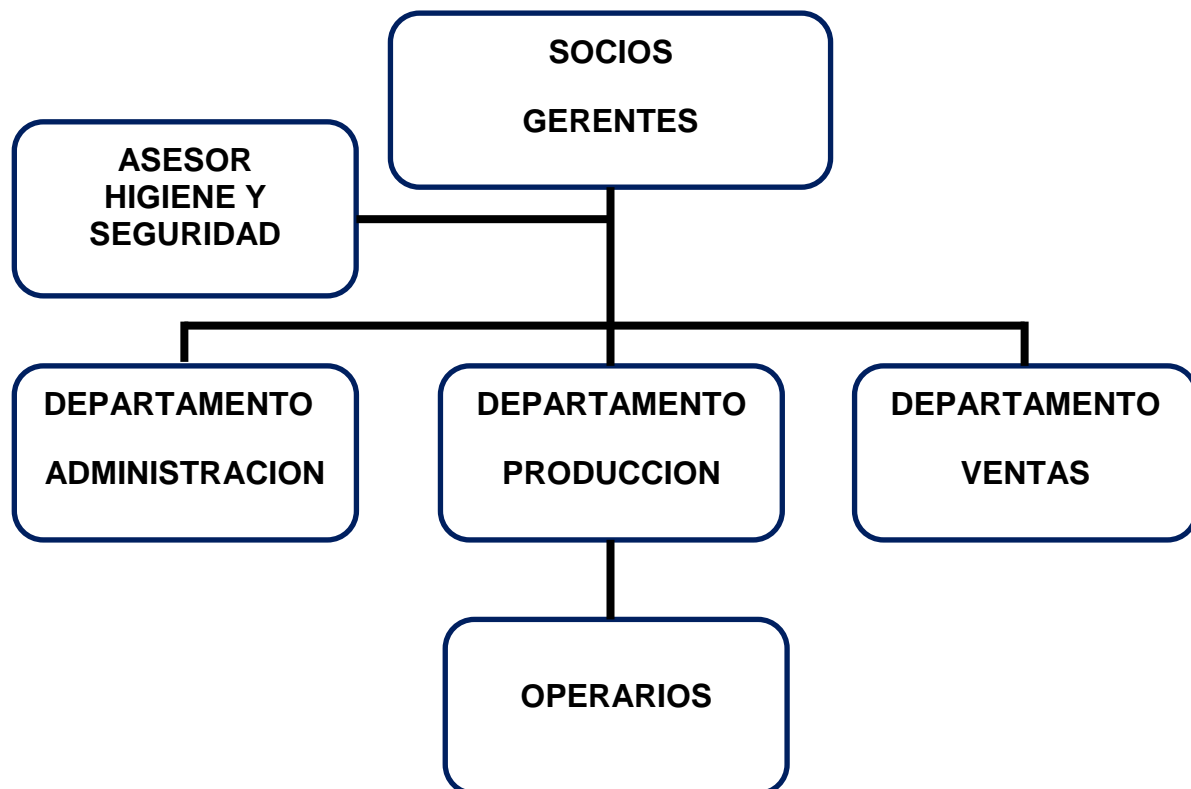 SOCIOS
GERENTES
ASESOR
HIGIENE Y
SEGURIDAD
DEPARTAMENTO
ADMINISTRACION
DEPARTAMENTO
PRODUCCION
DEPARTAMENTO
VENTAS
OPERARIOS